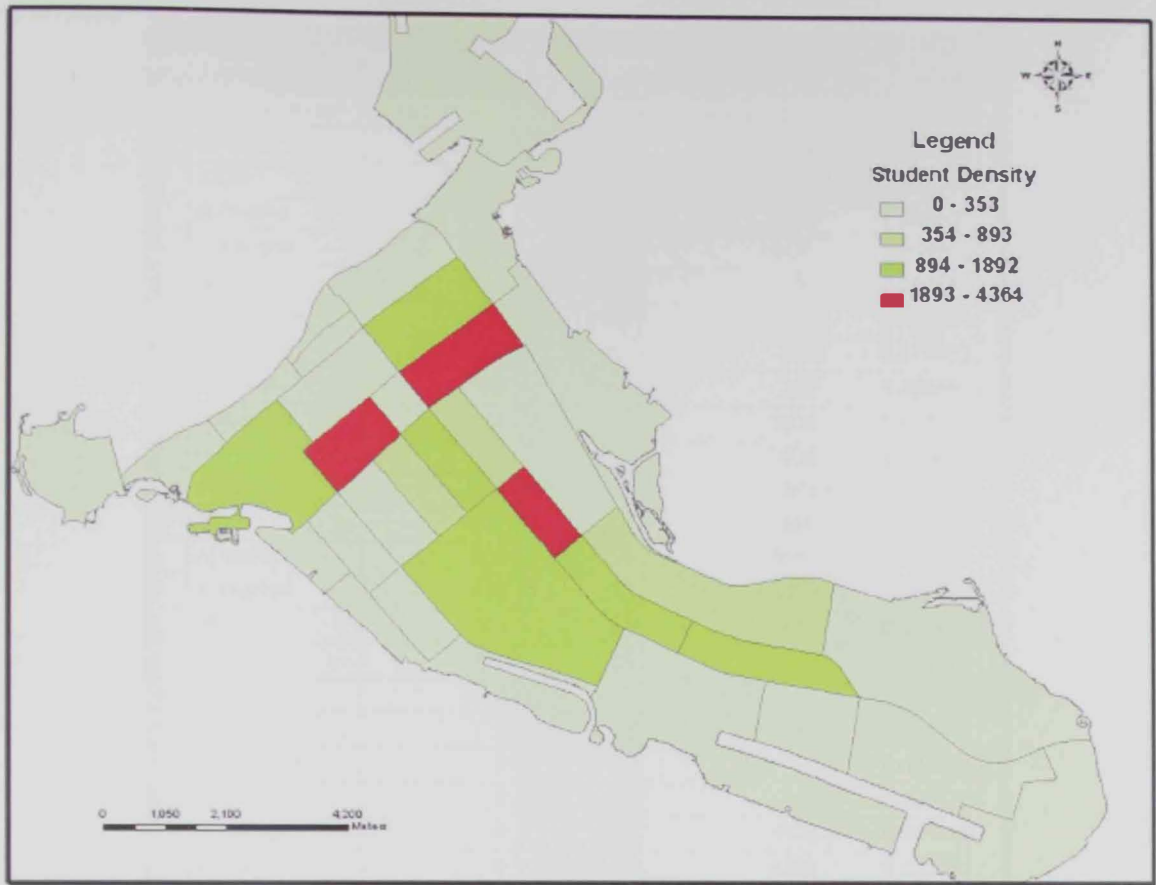 N
W E
S
Legend
Student Density
0 - 353
354 - 893
894 - 1892
1893 - 4364
0 1,050 2,100 4,200
Meters